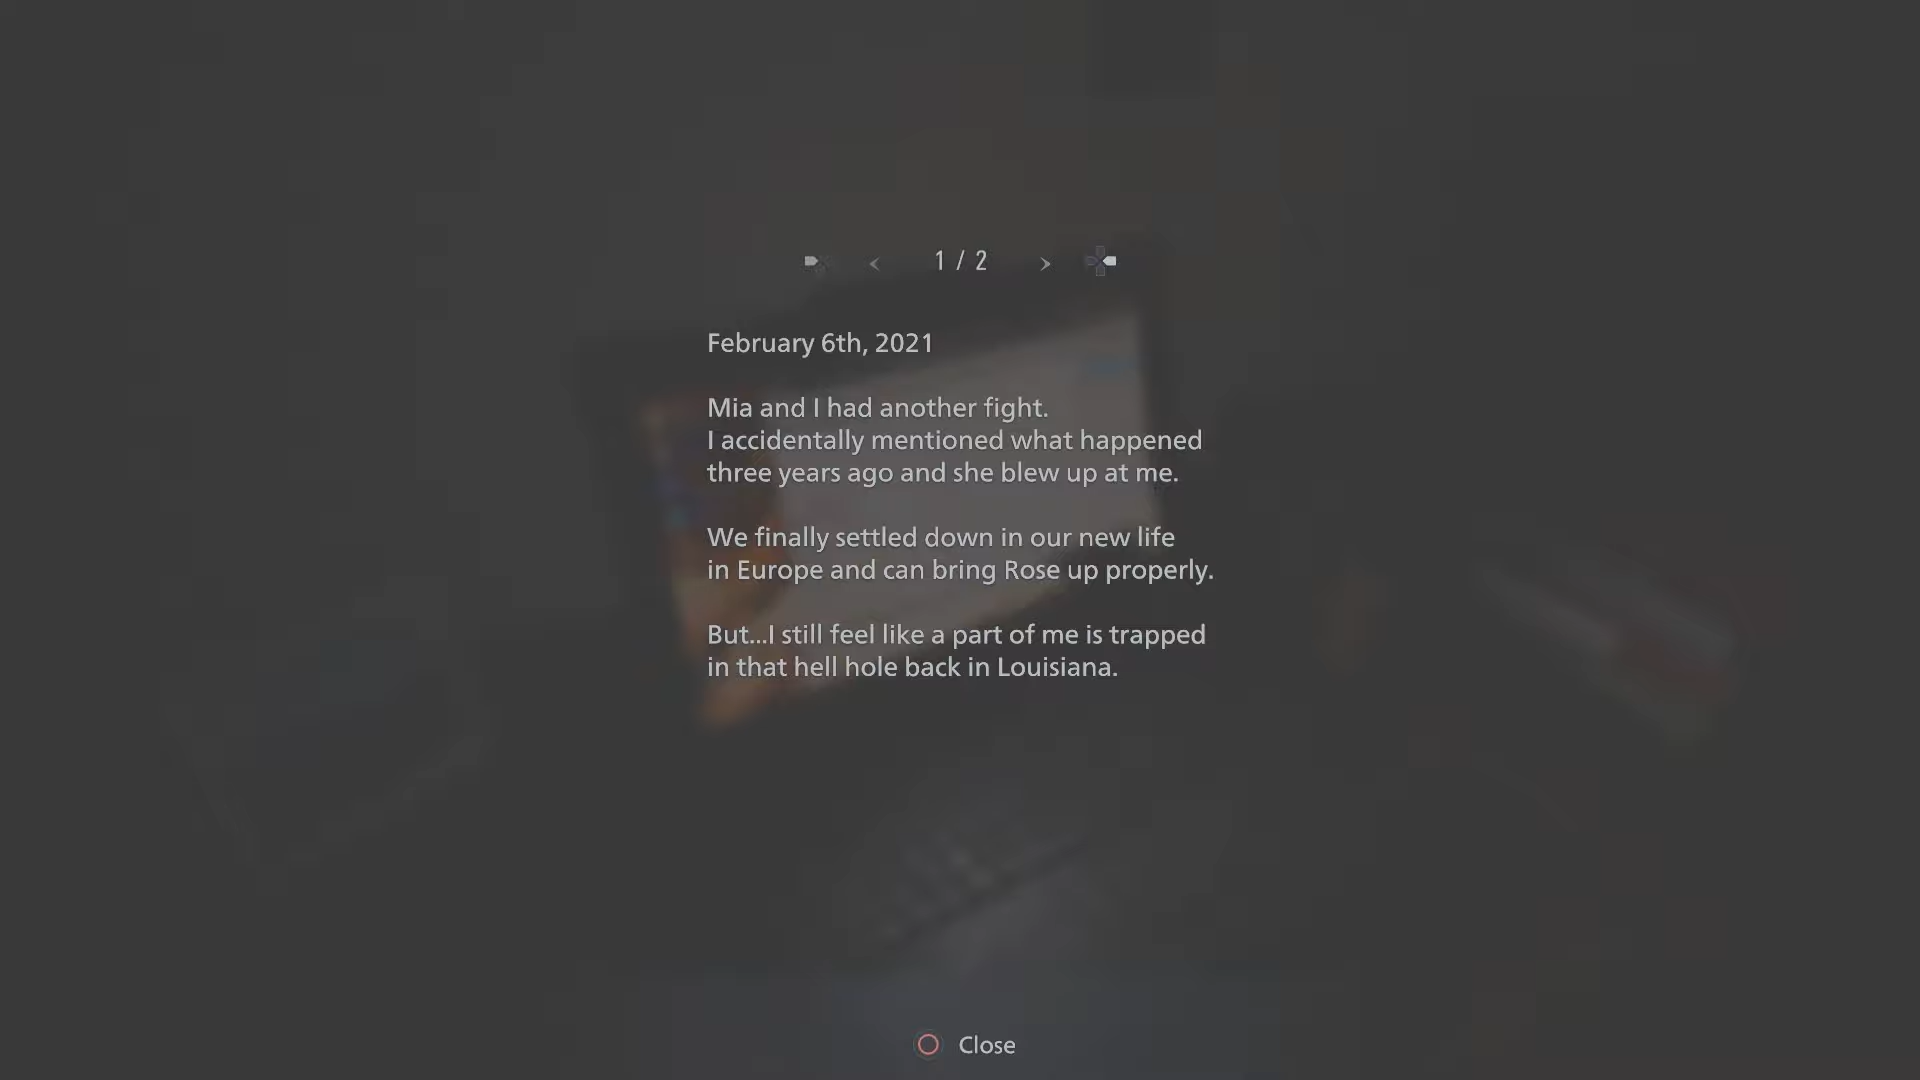 1 / 2
February 6th, 2021
Mia and I had another fight.
I accidentally mentioned what happened
three years ago and she blew up at me.
We finally settled down in our new life
in Europe and can bring Rose up properly.
But...I still feel like a part of me is trapped
in that hell hole back in Louisiana.
Close